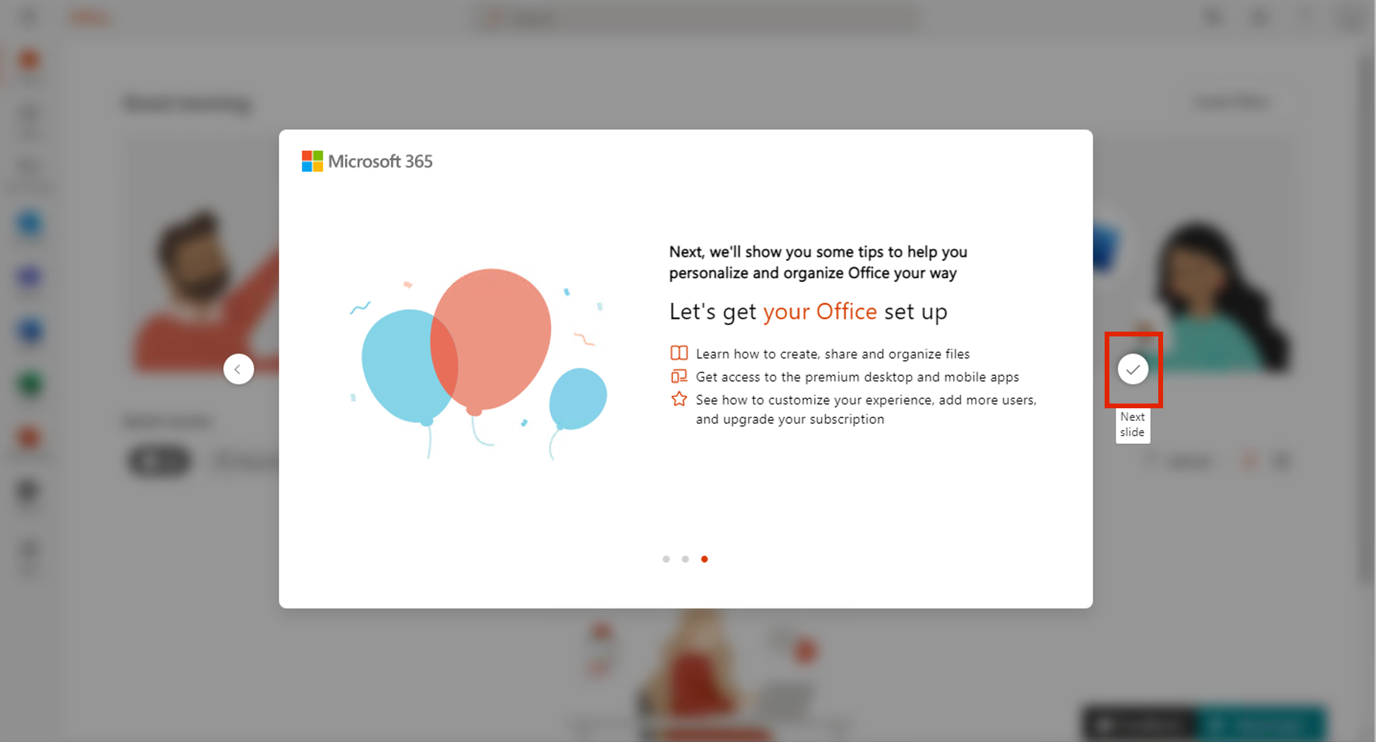 Microsoft 365
Next, we'll show you some tips to help you
personalize and organize Office your way
Let's get your Office set up
Learn how to create, share and organize files
Get access to the premium desktop and mobile apps
See how to customize your experience, add more users,
and upgrade your subscription
Next
slide